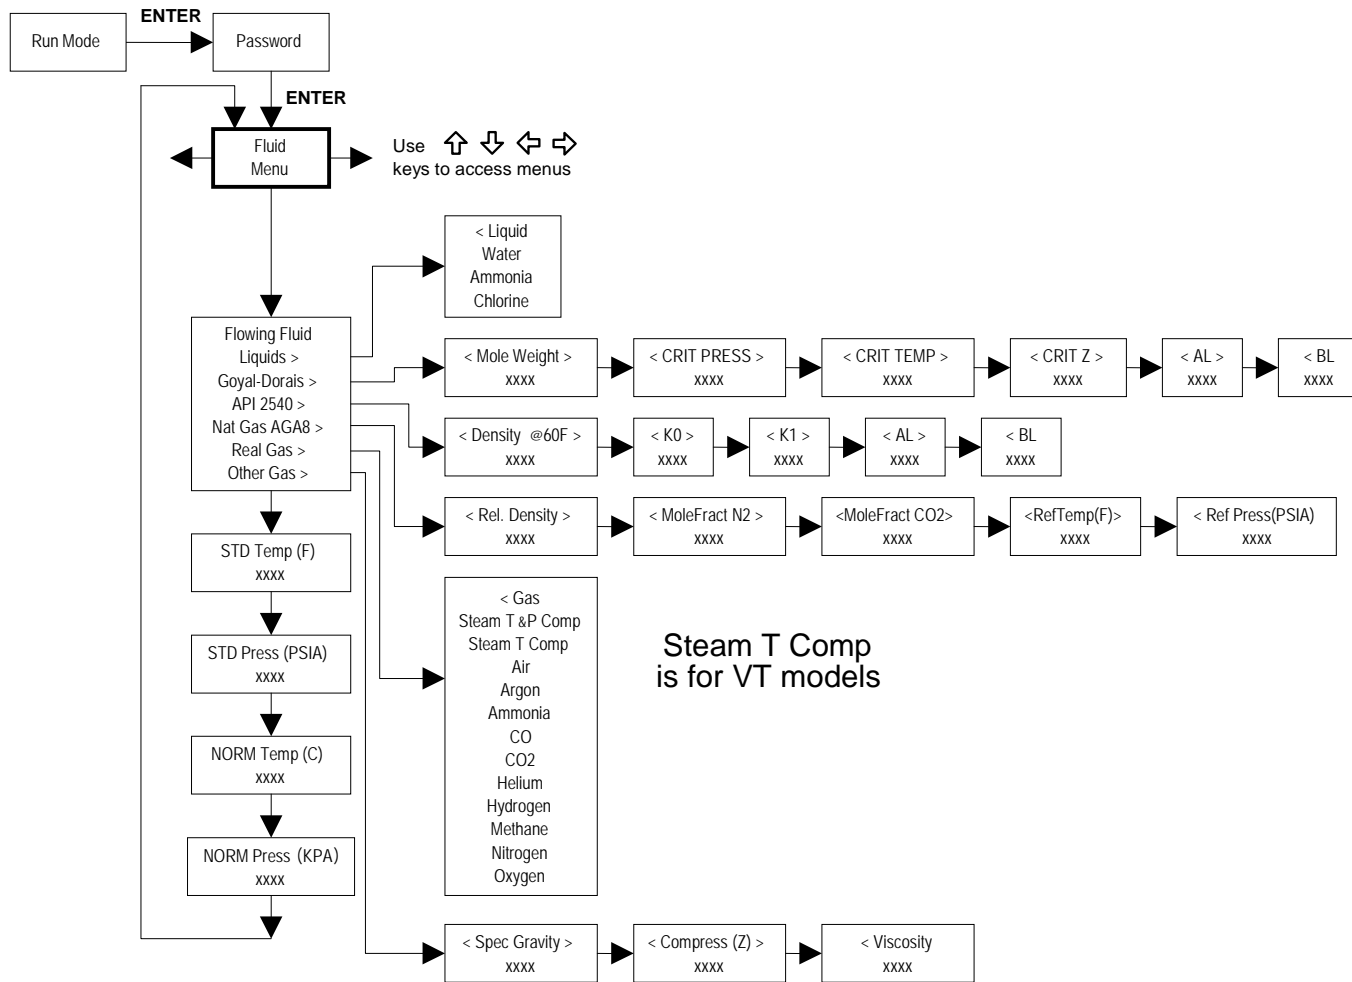 ENTER
Run Mode
Password
ENTER
Fluid
Menu
Use
keys to access menus
< Liquid
Water
Ammonia
Chlorine
Flowing Fluid
Liquids >
Goyal-Dorais >
API 2540 >
Nat Gas AGA8 >
Real Gas >
Other Gas >
< Mole Weight >
xxxx
< CRIT PRESS >
xxxx
< CRIT TEMP >
xxxx
< CRIT Z >
xxxx
< AL >
xxxx
< BL
xxxx
< Density @60F >
xxxx
< K0 >
xxxx
< K1 >
xxxx
< AL >
xxxx
< BL
xxxx
< Rel. Density >
xxxx
< MoleFract N2 >
xxxx
<MoleFract CO2>
xxxx
<RefTemp(F)>
xxxx
< Ref Press(PSIA)
xxxx
STD Temp (F)
xxxx
STD Press (PSIA)
xxxx
NORM Temp (C)
xxxx
NORM Press (KPA)
xxxx
< Gas
Steam T &P Comp
Steam T Comp
Air
Argon
Ammonia
CO
CO2
Helium
Hydrogen
Methane
Nitrogen
Oxygen
Steam T Comp
is for VT models
< Spec Gravity >
xxxx
< Compress (Z) >
xxxx
< Viscosity
xxxx